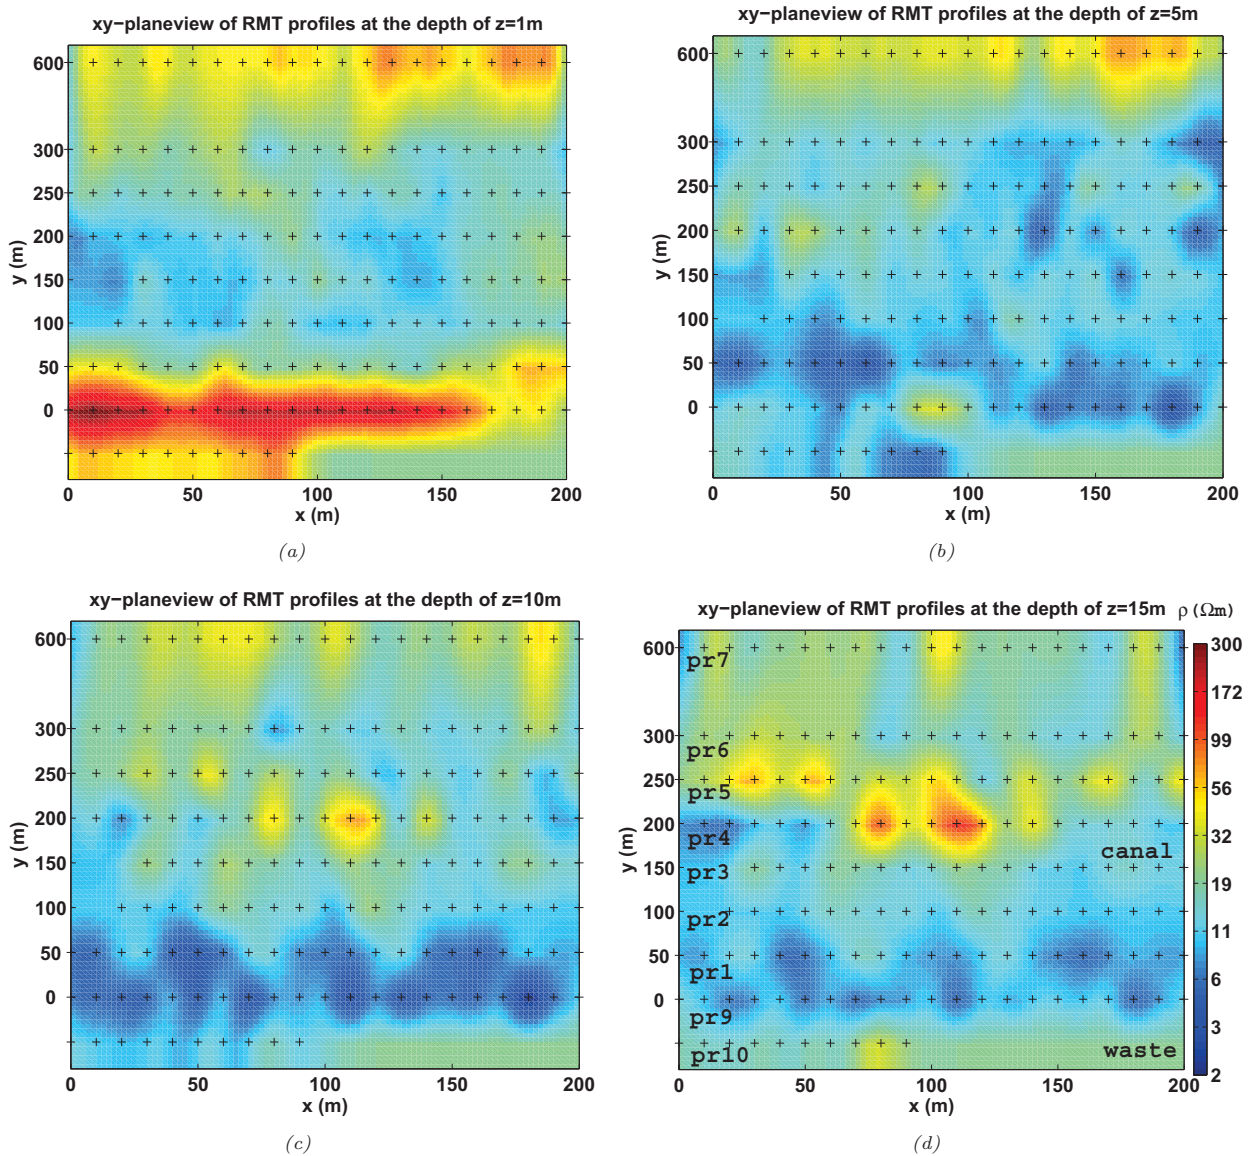 xy-planeview of RMT profiles at the depth of z=1m
600
300
250
200
150
100
50
0
y (m)
0 50 100 150 200
x (m)
(a)
xy-planeview of RMT profiles at the depth of z=5m
600
300
250
200
150
100
50
0
y (m)
0 50 100 150 200
x (m)
(b)
xy-planeview of RMT profiles at the depth of z=10m
600
300
250
200
150
100
50
0
y (m)
0 50 100 150 200
x (m)
(c)
xy-planeview of RMT profiles at the depth of z=15m ρ(Ωm)
600
300
250
200
150
100
50
0
y (m)
pr7
pr6
pr5
pr4
canal
pr3
pr2
pr1
pr9
pr10
waste
0 50 100 150 200
x (m)
300
172
99
56
32
19
11
6
3
2
(d)